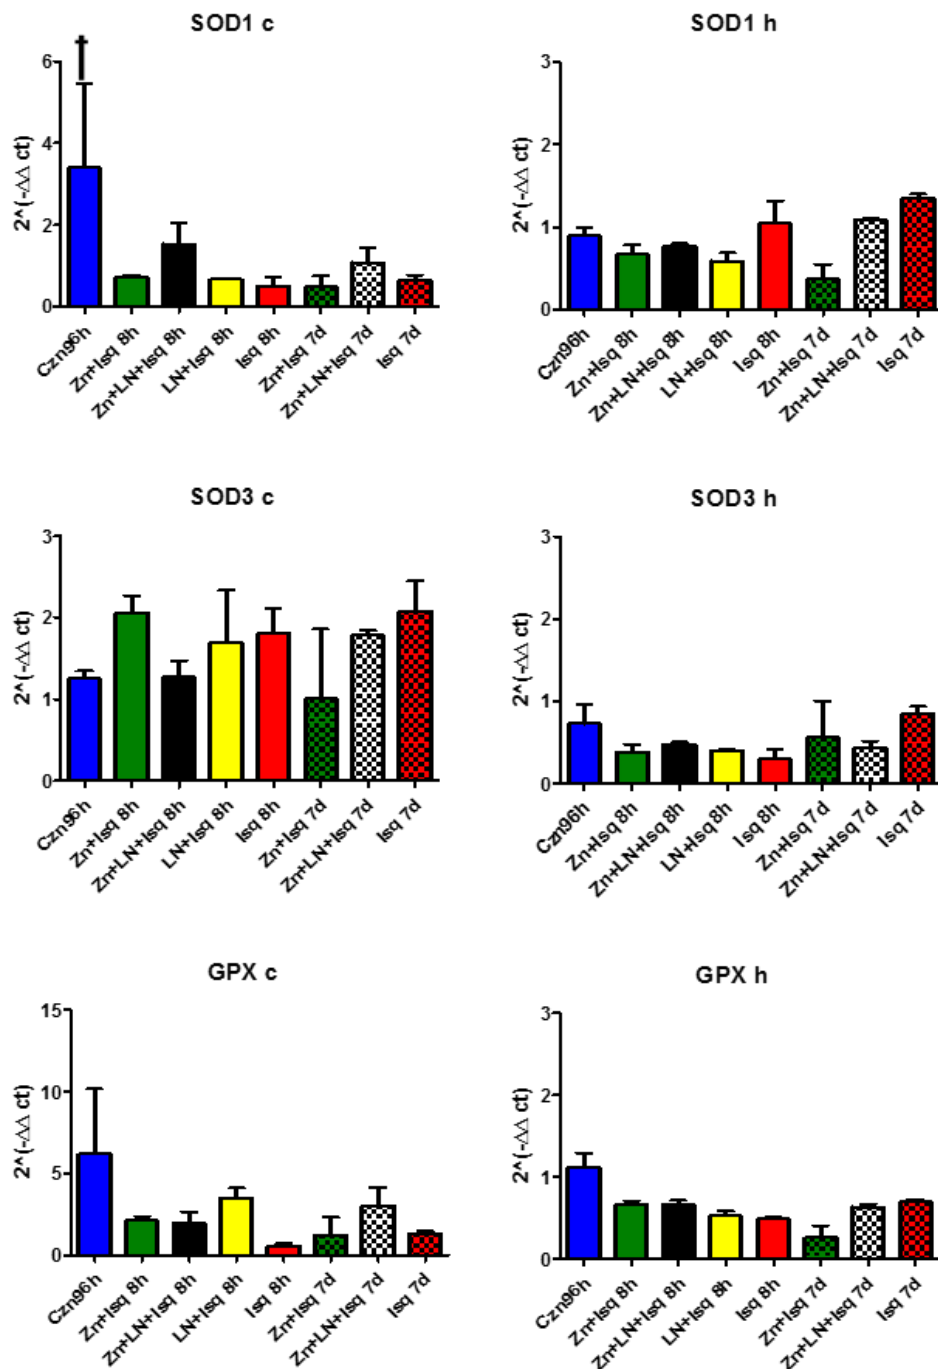 SOD1 c
†
2^(-ΔΔ ct)
6
4
2
0
Czn96h
Zn+Isq 8h
Zn+LN+Isq 8h
LN+Isq 8h
Isq 8h
Zn+Isq 7d
Zn+LN+Isq 7d
Isq 7d
SOD1 h
2^(-ΔΔ ct)
3
2
1
0
Czn96h
Zn+Isq 8h
Zn+LN+Isq 8h
LN+Isq 8h
Isq 8h
Zn+Isq 7d
Zn+LN+Isq 7d
Isq 7d
SOD3 c
2^(-ΔΔ ct)
3
2
1
0
Czn96h
Zn+Isq 8h
Zn+LN+Isq 8h
LN+Isq 8h
Isq 8h
Zn+Isq 7d
Zn+LN+Isq 7d
Isq 7d
SOD3 h
2^(-ΔΔ ct)
3
2
1
0
Czn96h
Zn+Isq 8h
Zn+LN+Isq 8h
LN+Isq 8h
Isq 8h
Zn+Isq 7d
Zn+LN+Isq 7d
Isq 7d
GPX c
2^(-ΔΔ ct)
15
10
5
0
Czn96h
Zn+Isq 8h
Zn+LN+Isq 8h
LN+Isq 8h
Isq 8h
Zn+Isq 7d
Zn+LN+Isq 7d
Isq 7d
GPX h
2^(-ΔΔ ct)
3
2
1
0
Czn96h
Zn+Isq 8h
Zn+LN+Isq 8h
LN+Isq 8h
Isq 8h
Zn+Isq 7d
Zn+LN+Isq 7d
Isq 7d